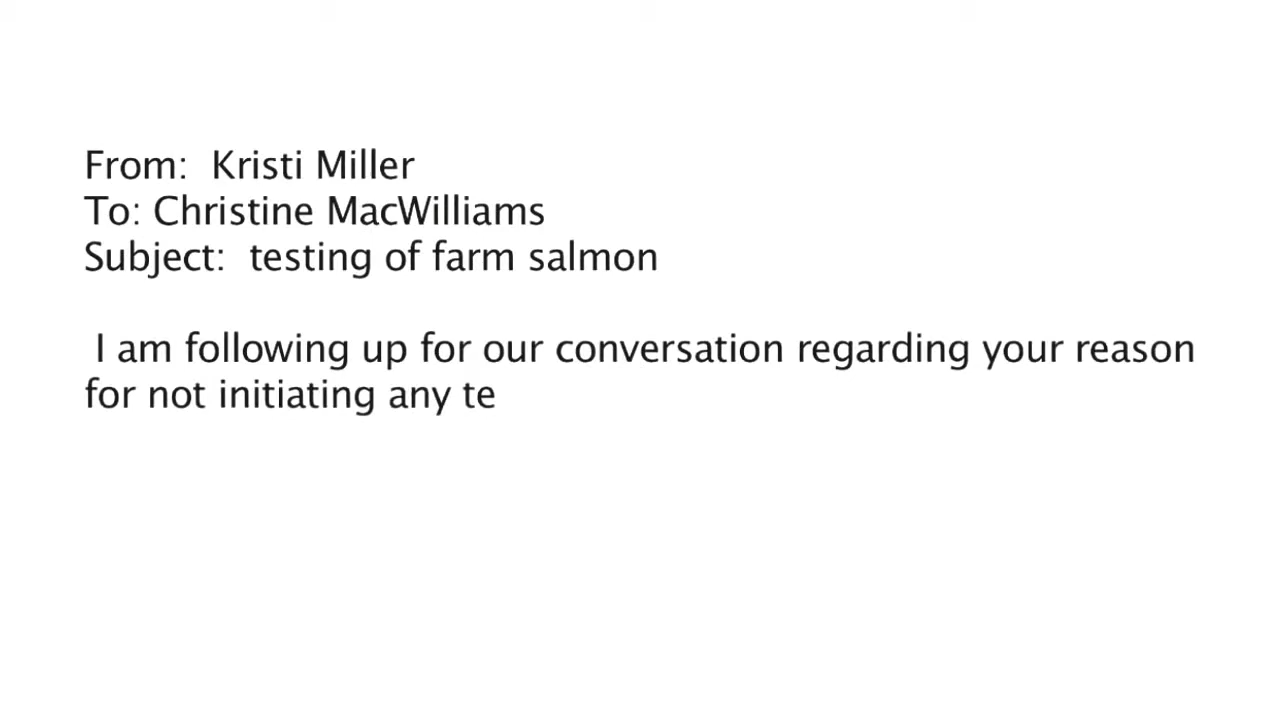 From:  Kristi Miller
To: Christine MacWilliams
Subject:  testing of farm salmon
I am following up for our conversation regarding your reason
for not initiating any te